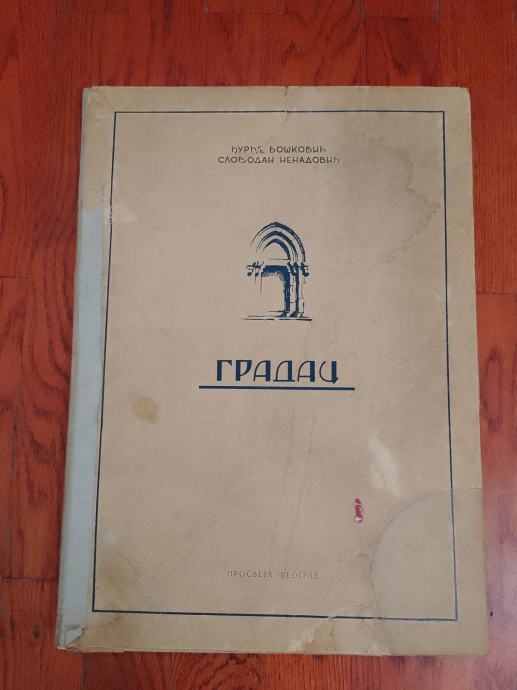 ЂУРЂЕ БОШКОВИЋ
СЛОБОДАН НЕНАДОВИЋ
ГРАДАЦ
ПРОСВЕТА - БЕОГРАД